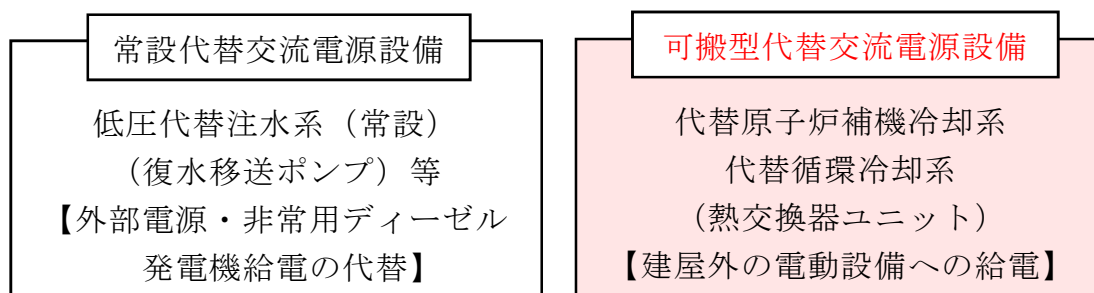 常設代替交流電源設備
低圧代替注水系（常設）
（復水移送ポンプ）等
【外部電源・非常用ディーゼル
発電機給電の代替】
可搬型代替交流電源設備
代替原子炉補機冷却系
代替循環冷却系
（熱交換器ユニット）
【建屋外の電動設備への給電】